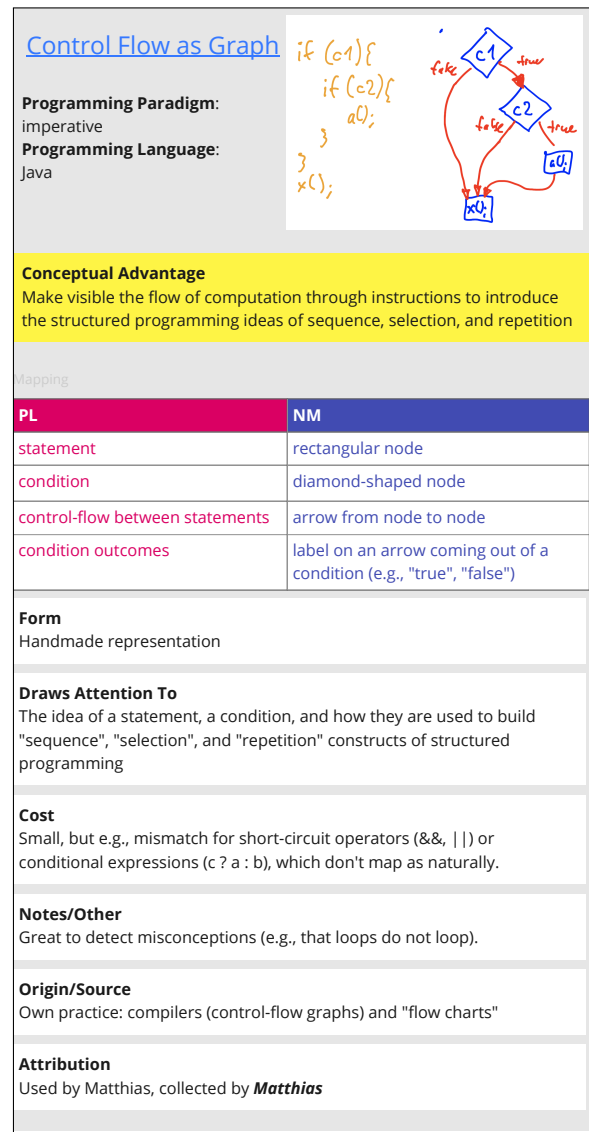 Control Flow as Graph
Programming Paradigm:
imperative
Programming Language:
Java
if (c1){
if (c2){
a();
}
}
x();
c1
false
true
c2
false
true
a();
x();
Conceptual Advantage
Make visible the flow of computation through instructions to introduce
the structured programming ideas of sequence, selection, and repetition
Mapping
PL
NM
statement
rectangular node
condition
diamond-shaped node
control-flow between statements
arrow from node to node
condition outcomes
label on an arrow coming out of a
condition (e.g., "true", "false")
Form
Handmade representation
Draws Attention To
The idea of a statement, a condition, and how they are used to build
"sequence", "selection", and "repetition" constructs of structured
programming
Cost
Small, but e.g., mismatch for short-circuit operators (&&, ||) or
conditional expressions (c ? a : b), which don't map as naturally.
Notes/Other
Great to detect misconceptions (e.g., that loops do not loop).
Origin/Source
Own practice: compilers (control-flow graphs) and "flow charts"
Attribution
Used by Matthias, collected by Matthias